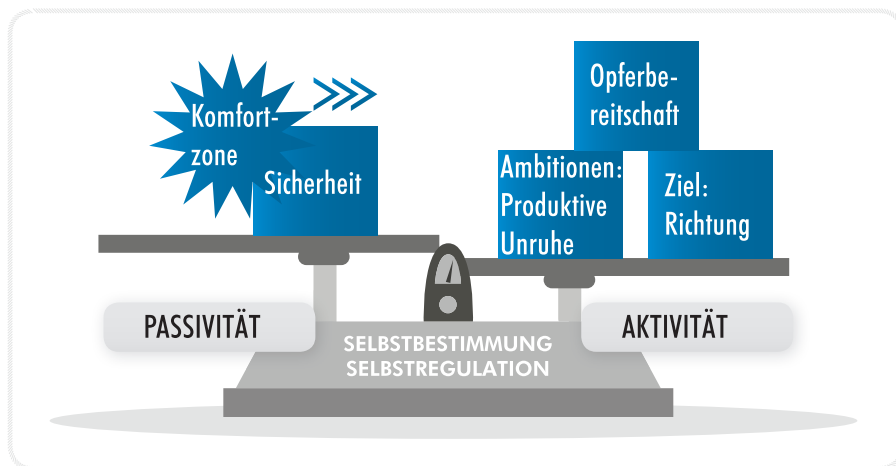 Komfort-
zone
Sicherheit
Opferbe-
reitschaft
Ambitionen:
Produktive
Unruhe
Ziel:
Richtung
PASSIVITÄT
AKTIVITÄT
SELBSTBESTIMMUNG
SELBSTREGULATION